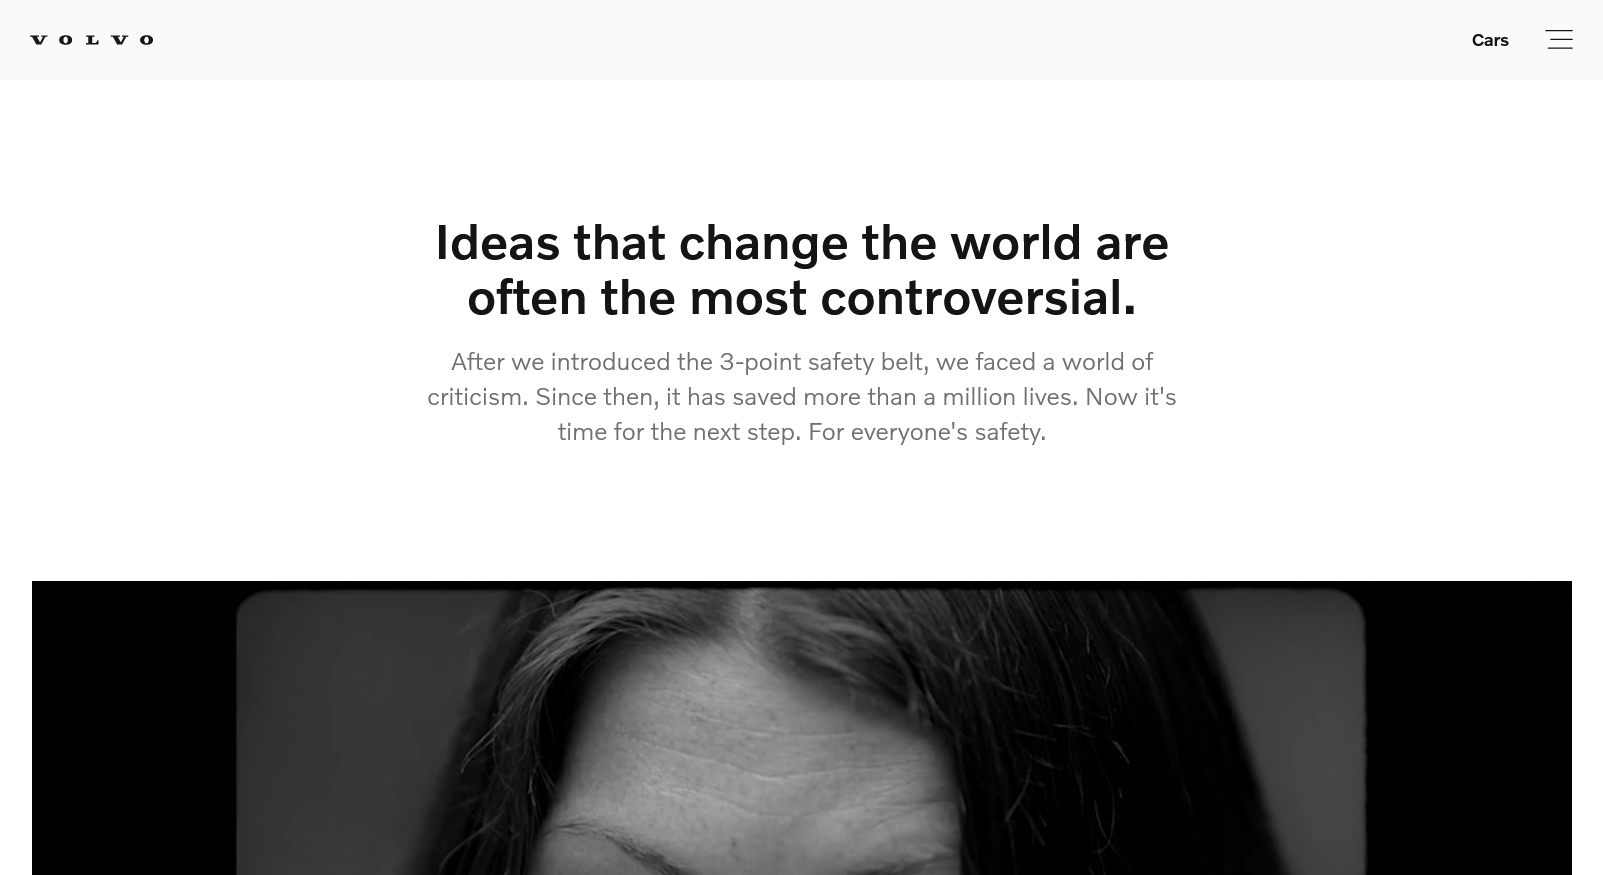 VOLVO
Cars
Ideas that change the world are
often the most controversial.
After we introduced the 3-point safety belt, we faced a world of
criticism. Since then, it has saved more than a million lives. Now it's
time for the next step. For everyone's safety.